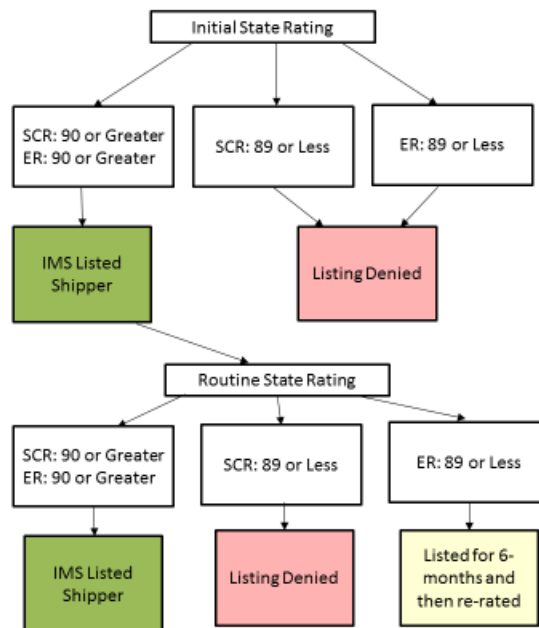 Initial State Rating
SCR: 90 or Greater
ER: 90 or Greater
SCR: 89 or Less
ER: 89 or Less
IMS Listed
Shipper
Listing Denied
Routine State Rating
SCR: 90 or Greater
ER: 90 or Greater
SCR: 89 or Less
ER: 89 or Less
IMS Listed
Shipper
Listing Denied
Listed for 6-
months and
then re-rated